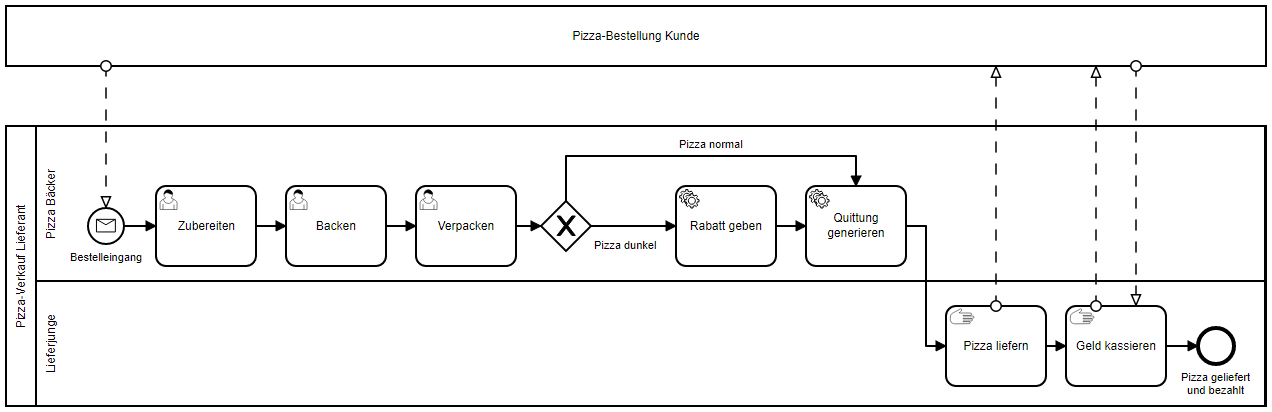 Pizza-Bestellung Kunde
Pizza-Verkauf Lieferant
Pizza Bäcker
Bestelleingang
Zubereiten
Backen
Verpacken
Pizza normal
Pizza dunkel
Rabatt geben
Quittung
generieren
Lieferjunge
Pizza liefern
Geld kassieren
Pizza geliefert
und bezahlt